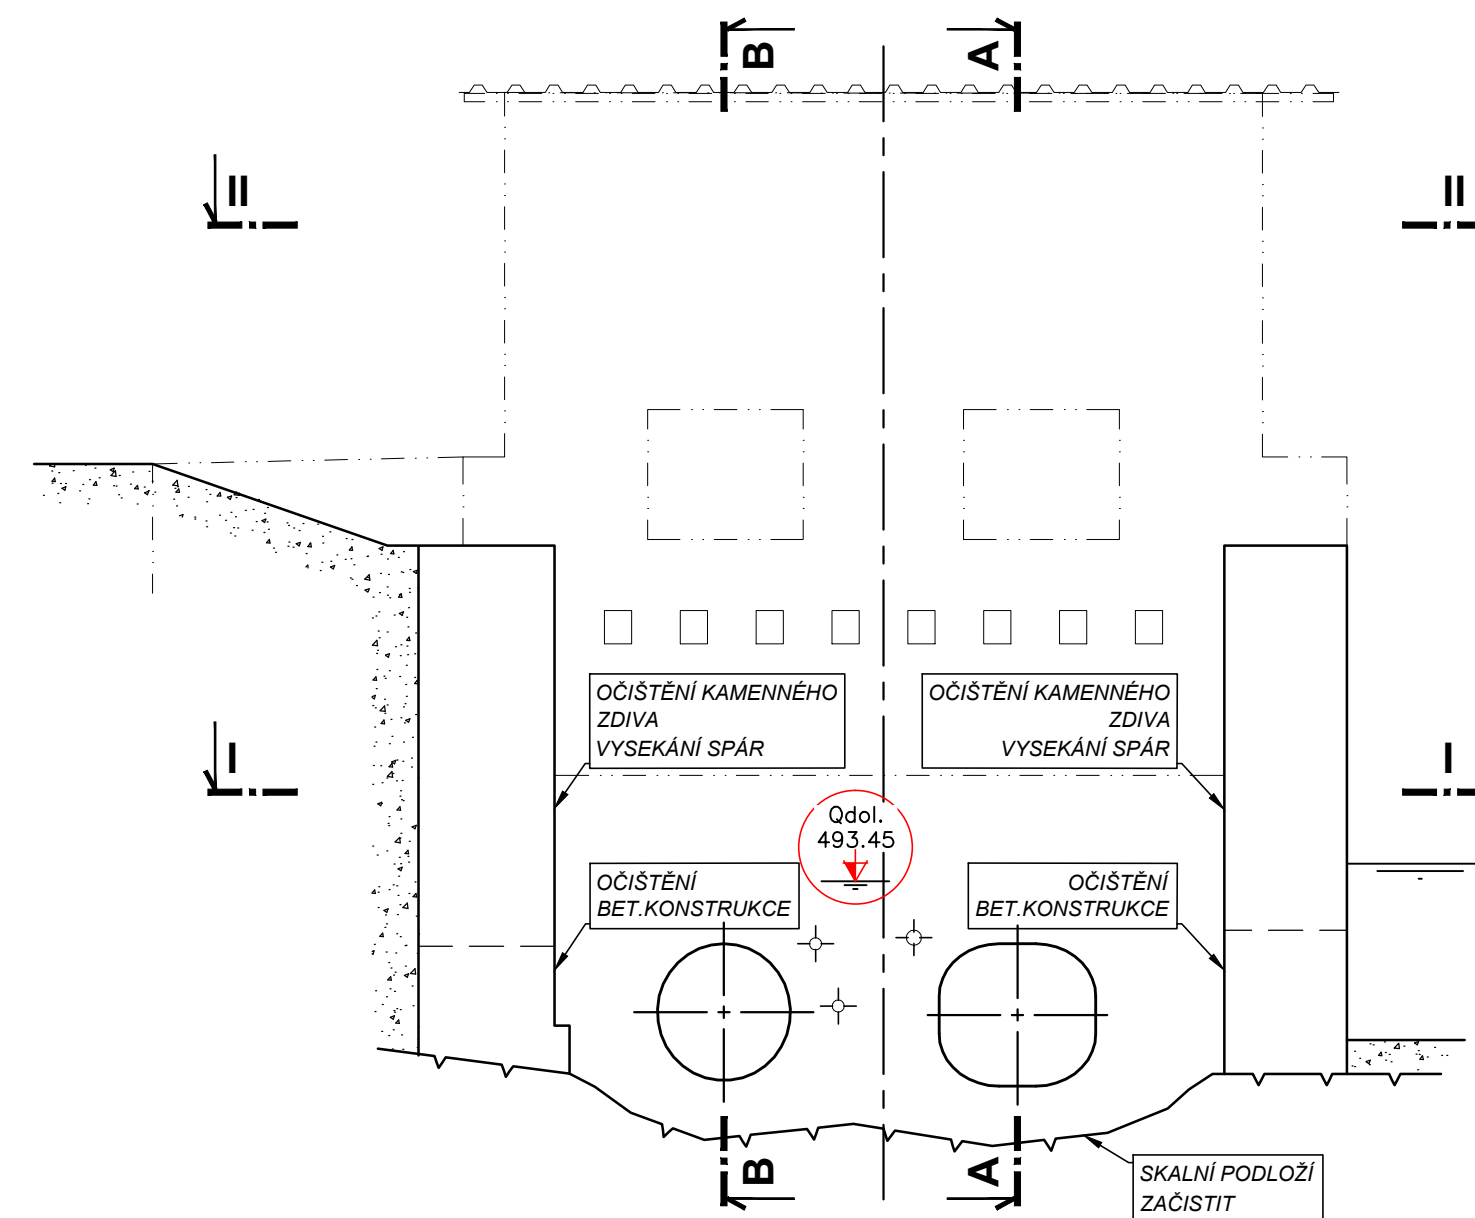 B
A
II
II
OČIŠTĚNÍ KAMENNÉHO
ZDIVA
VYSEKÁNÍ SPÁR
OČIŠTĚNÍ KAMENNÉHO
ZDIVA
VYSEKÁNÍ SPÁR
I
I
Qdol.
493.45
OČIŠTĚNÍ
BET.KONSTRUKCE
OČIŠTĚNÍ
BET.KONSTRUKCE
B
A
SKALNÍ PODLOŽÍ
ZAČISTIT